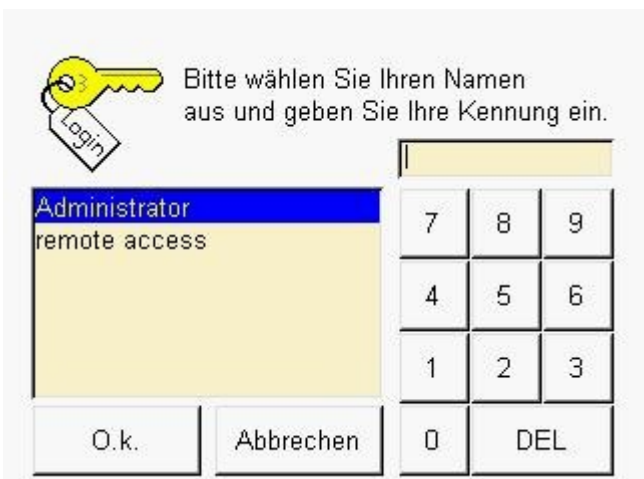 Login
Bitte wählen Sie Ihren Namen
aus und geben Sie Ihre Kennung ein.
Administrator
remote access
7 8 9
4 5 6
1 2 3
O.k. Abbrechen 0 DEL